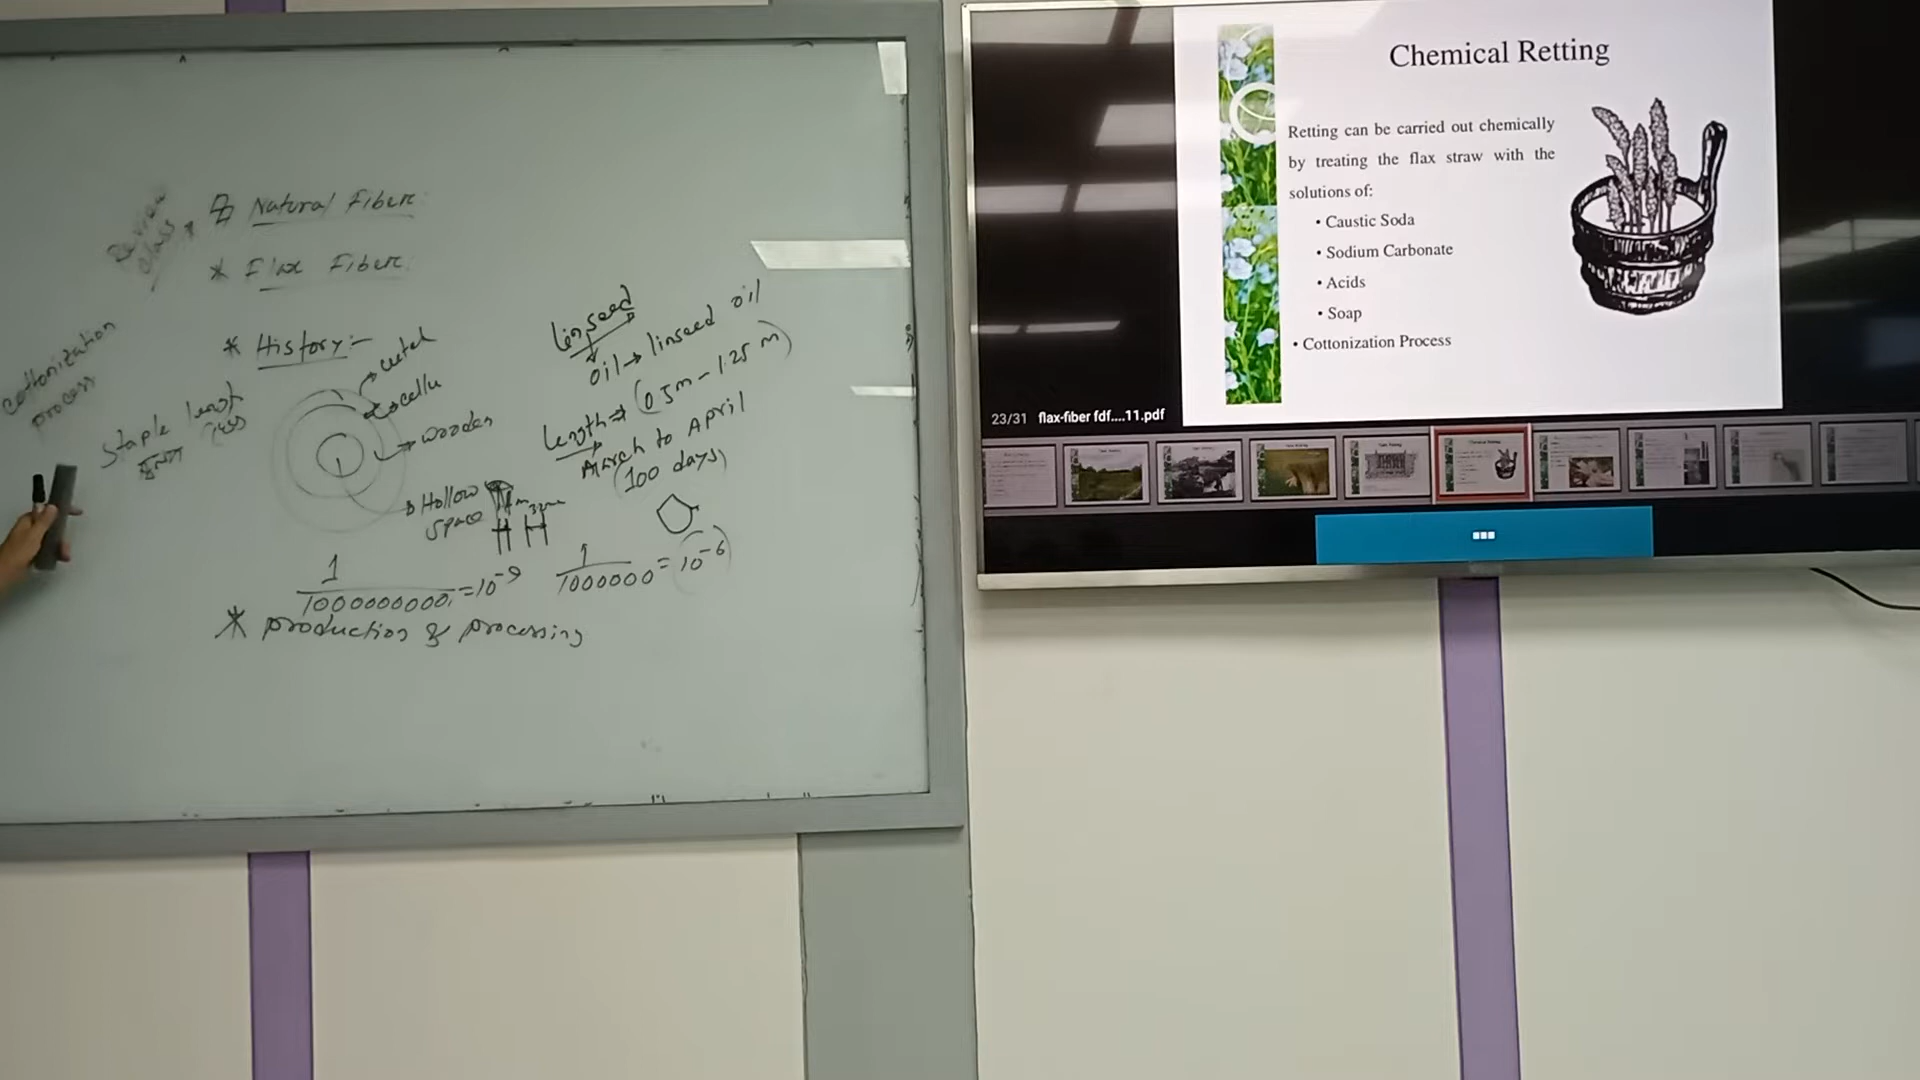 Natural Fiber
* Flax Fiber
* History:-
cottonization
process
Staple
Wooden
Hollow
Space
1
1000000000 = 10⁻⁹
* production & processing
linseed
oil → linseed oil
length ⇒ (0.5m - 1.25 m)
March to April
(100 days)
1
1000000 = 10⁻⁶
Chemical Retting
Retting can be carried out chemically
by treating the flax straw with the
solutions of:
• Caustic Soda
• Sodium Carbonate
• Acids
• Soap
• Cottonization Process
23/31 flax-fiber fdf....11.pdf